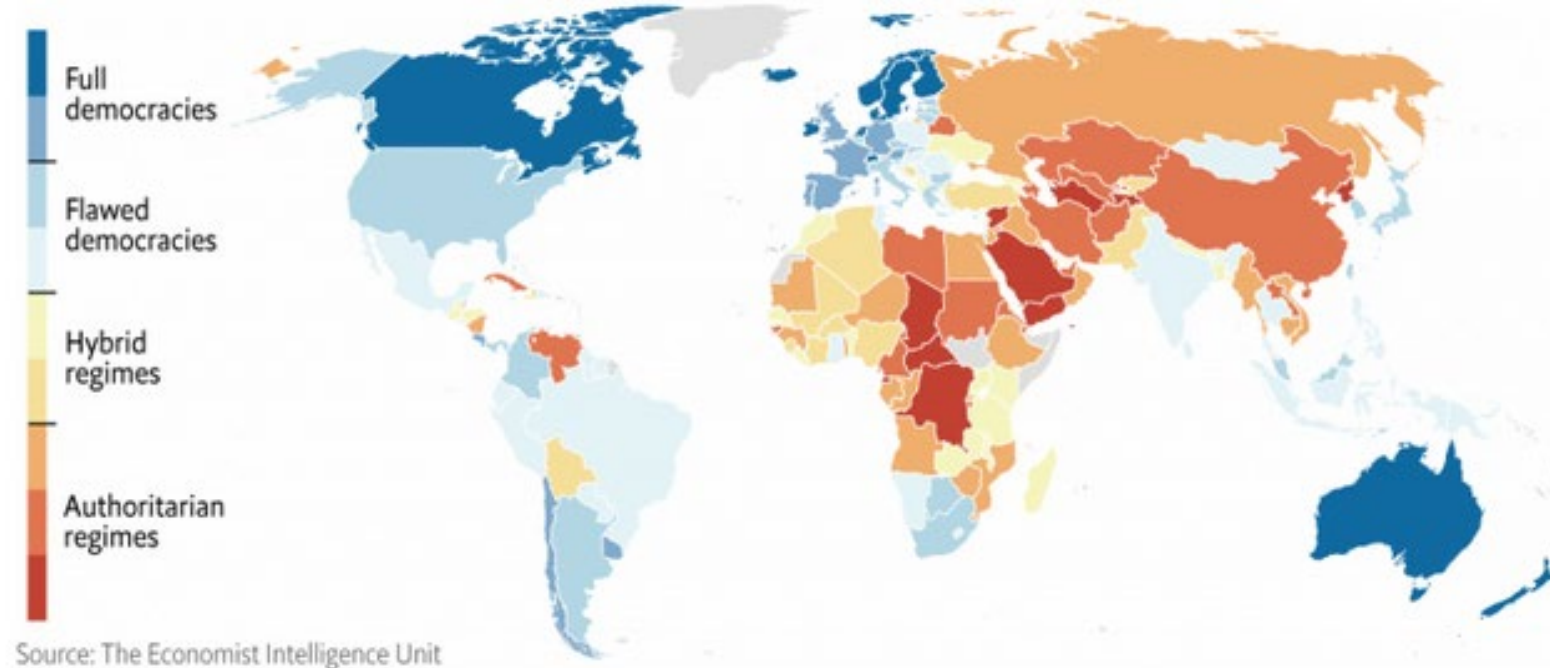 Full
democracies
Flawed
democracies
Hybrid
regimes
Authoritarian
regimes
Source: The Economist Intelligence Unit